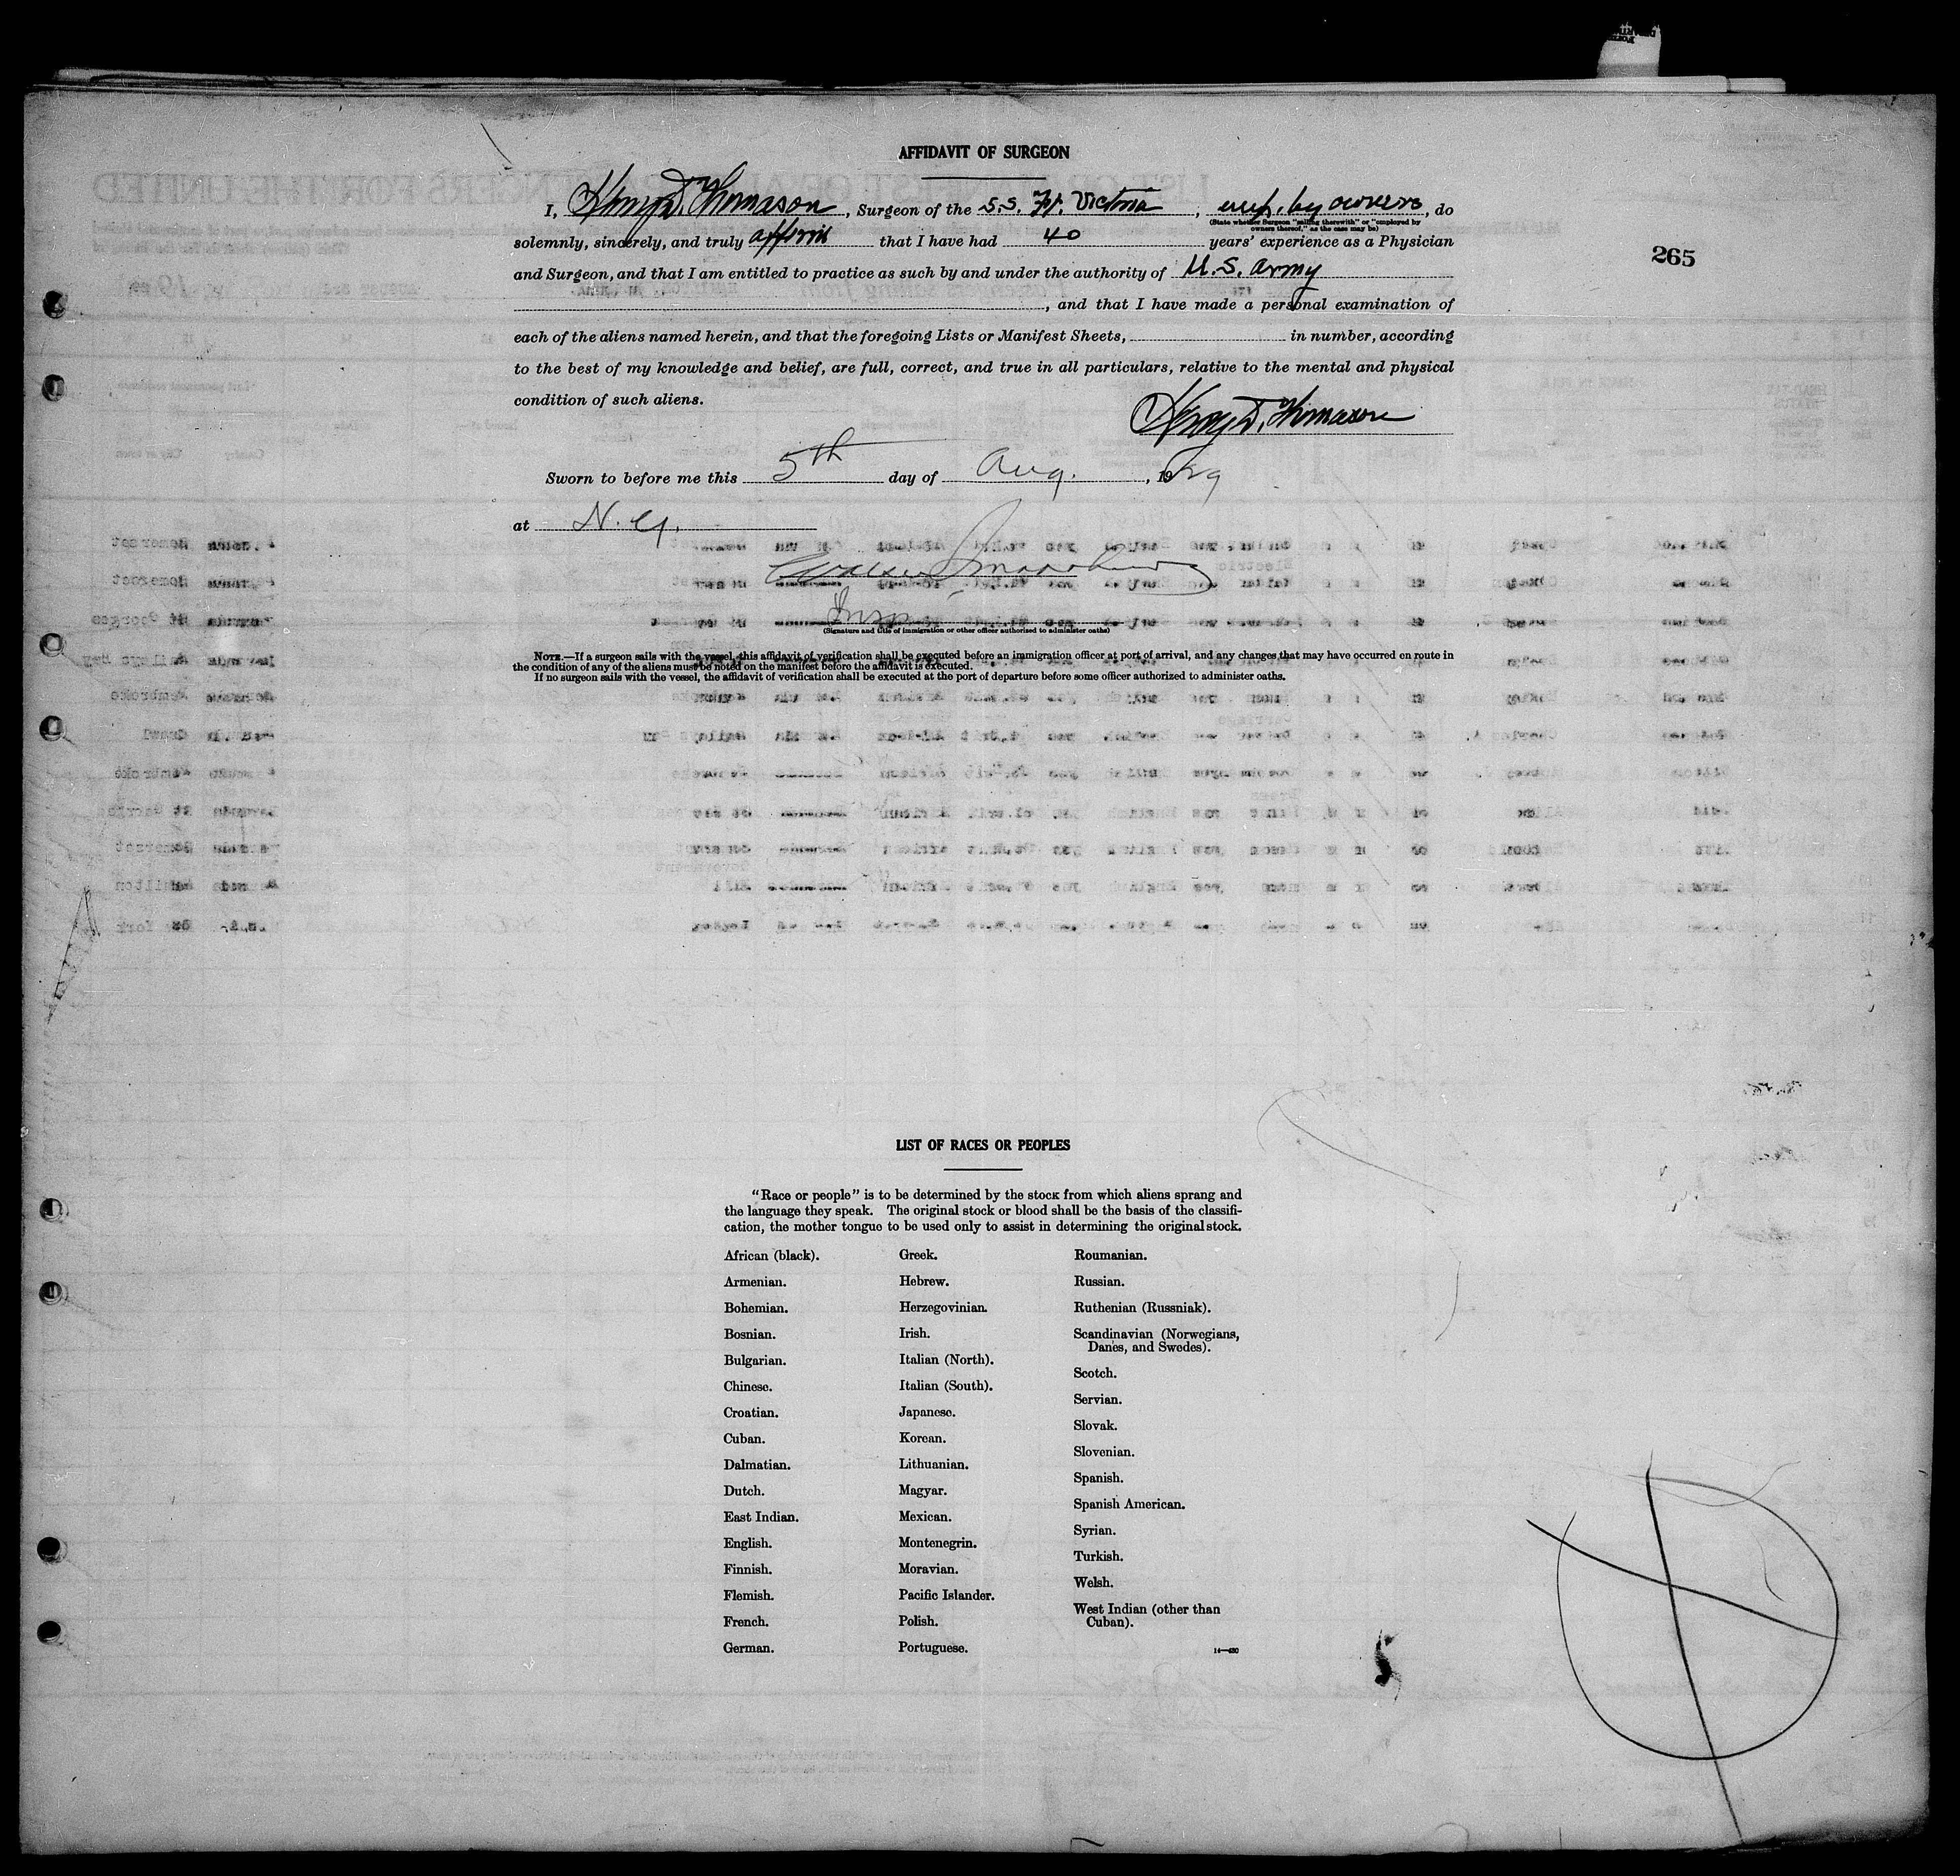 AFFIDAVIT OF SURGEON
I, Henry D. Thomason, Surgeon of the S.S. Ft. Victoria, emp. by owners, do
(State whether Surgeon "sailing therewith" or "employed by
owners thereof," as the case may be)
solemnly, sincerely, and truly affirm that I have had 40 years' experience as a Physician
265
and Surgeon, and that I am entitled to practice as such by and under the authority of U.S. Army
, and that I have made a personal examination of
each of the aliens named herein, and that the foregoing Lists or Manifest Sheets, in number, according
to the best of my knowledge and belief, are full, correct, and true in all particulars, relative to the mental and physical
condition of such aliens.
Henry D. Thomason
Sworn to before me this 5th day of Aug., 1929
at N.Y.
Insp
(Signature and title of immigration or other officer authorized to administer oaths)
NOTE.—If a surgeon sails with the vessel, this affidavit of verification shall be executed before an immigration officer at port of arrival, and any changes that may have occurred en route in
the condition of any of the aliens must be noted on the manifest before the affidavit is executed.
If no surgeon sails with the vessel, the affidavit of verification shall be executed at the port of departure before some officer authorized to administer oaths.
LIST OF RACES OR PEOPLES
"Race or people" is to be determined by the stock from which aliens sprang and
the language they speak. The original stock or blood shall be the basis of the classifi-
cation, the mother tongue to be used only to assist in determining the original stock.
African (black).
Armenian.
Bohemian.
Bosnian.
Bulgarian.
Chinese.
Croatian.
Cuban.
Dalmatian.
Dutch.
East Indian.
English.
Finnish.
Flemish.
French.
German.
Greek.
Hebrew.
Herzegovinian.
Irish.
Italian (North).
Italian (South).
Japanese.
Korean.
Lithuanian.
Magyar.
Mexican.
Montenegrin.
Moravian.
Pacific Islander.
Polish.
Portuguese.
Roumanian.
Russian.
Ruthenian (Russniak).
Scandinavian (Norwegians,
Danes, and Swedes).
Scotch.
Servian.
Slovak.
Slovenian.
Spanish.
Spanish American.
Syrian.
Turkish.
Welsh.
West Indian (other than
Cuban).
14—430
5